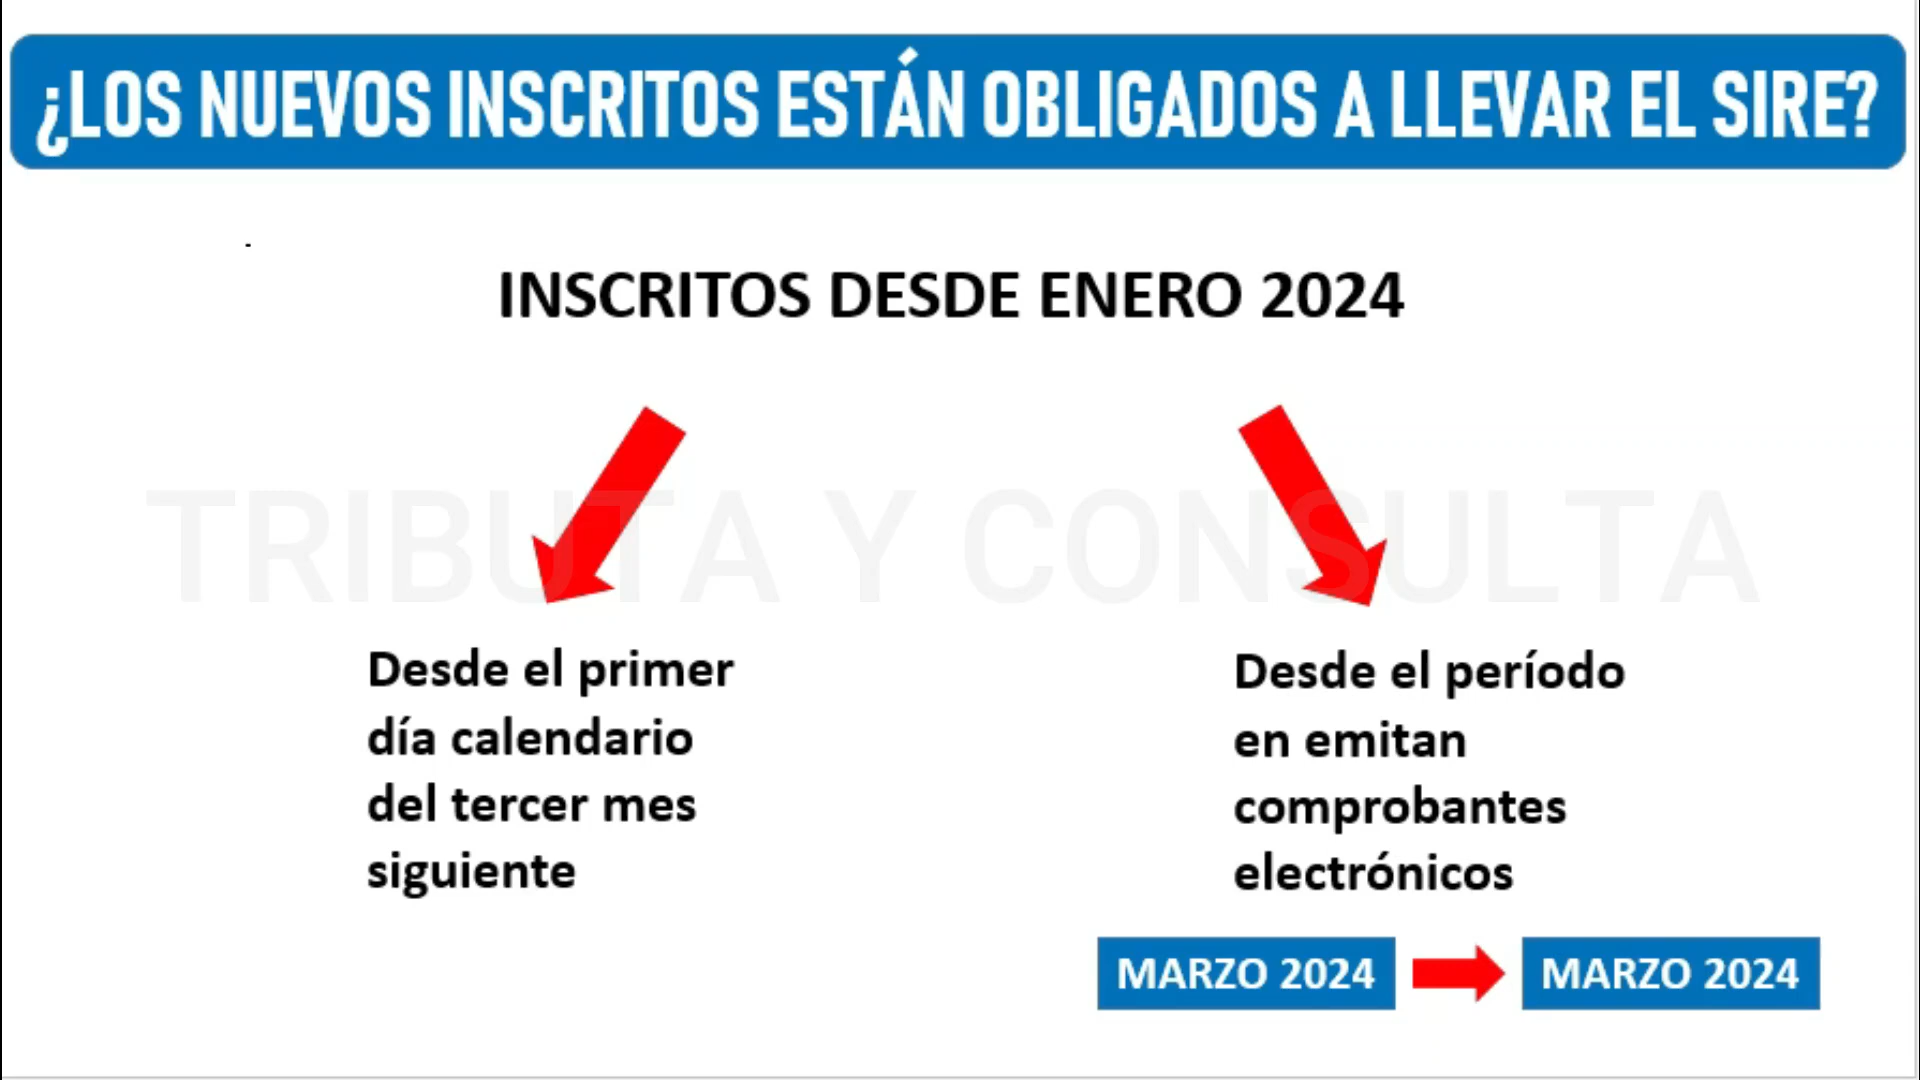 ¿LOS NUEVOS INSCRITOS ESTÁN OBLIGADOS A LLEVAR EL SIRE?
INSCRITOS DESDE ENERO 2024
TRIBUTA Y CONSULTA
Desde el primer
día calendario
del tercer mes
siguiente
Desde el período
en emitan
comprobantes
electrónicos
MARZO 2024
MARZO 2024